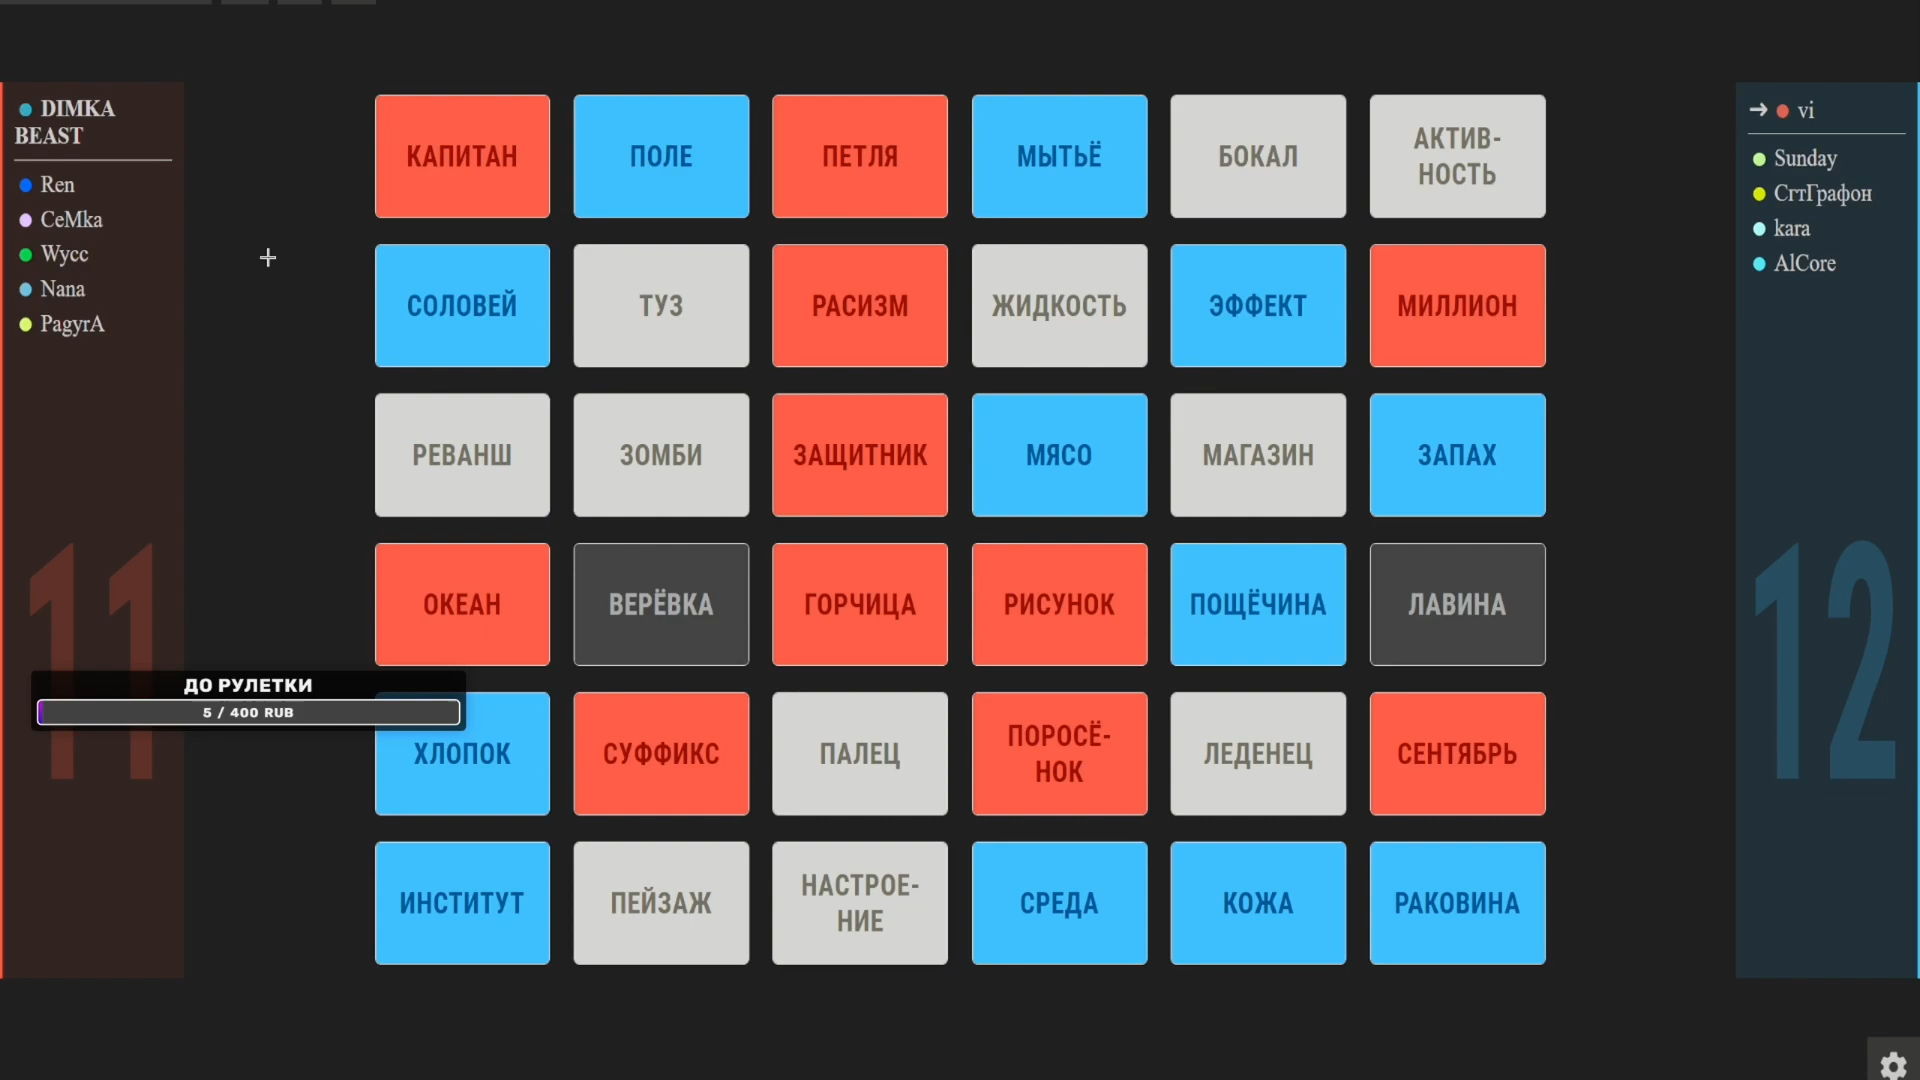 DIMKA
BEAST
Ren
CeMka
Wycc
Nana
PagyrA
11
КАПИТАН
ПОЛЕ
ПЕТЛЯ
МЫТЬЁ
БОКАЛ
АКТИВ-
НОСТЬ
СОЛОВЕЙ
ТУЗ
РАСИЗМ
ЖИДКОСТЬ
ЭФФЕКТ
МИЛЛИОН
РЕВАНШ
ЗОМБИ
ЗАЩИТНИК
МЯСО
МАГАЗИН
ЗАПАХ
ОКЕАН
ВЕРЁВКА
ГОРЧИЦА
РИСУНОК
ПОЩЁЧИНА
ЛАВИНА
ДО РУЛЕТКИ
5 / 400 RUB
ХЛОПОК
СУФФИКС
ПАЛЕЦ
ПОРОСЁ-
НОК
ЛЕДЕНЕЦ
СЕНТЯБРЬ
ИНСТИТУТ
ПЕЙЗАЖ
НАСТРОЕ-
НИЕ
СРЕДА
КОЖА
РАКОВИНА
vi
Sunday
СгтГрафон
kara
AlCore
12